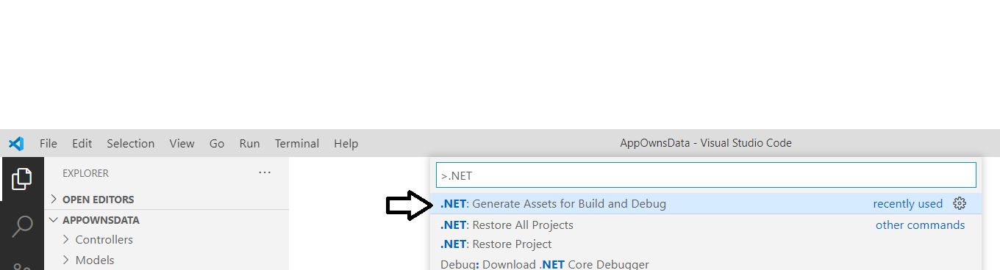 File Edit Selection View Go Run Terminal Help AppOwnsData - Visual Studio Code
EXPLORER ...
>.NET
OPEN EDITORS
.NET: Generate Assets for Build and Debug recently used
APPOWNSDATA
.NET: Restore All Projects other commands
Controllers
.NET: Restore Project
Models
Debug: Download .NET Core Debugger